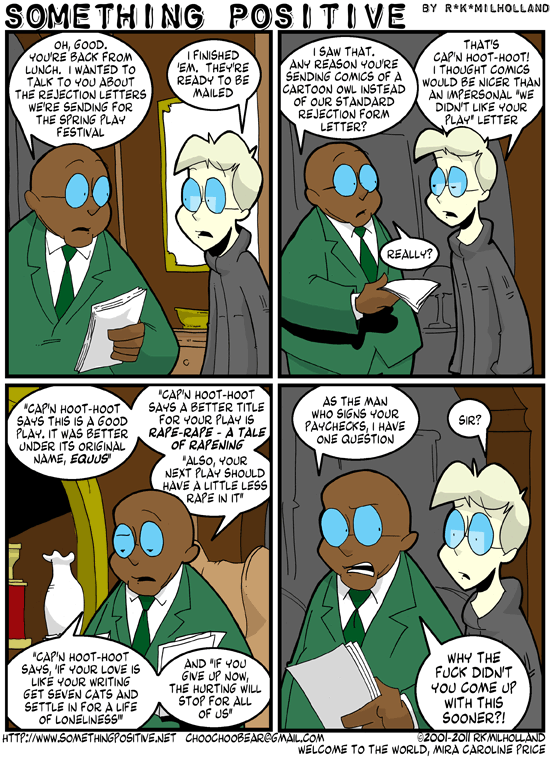 SOMETHING POSITIVE BY R*K*MILHOLLAND
OH, GOOD.
YOU'RE BACK FROM
LUNCH. I WANTED TO
TALK TO YOU ABOUT
THE REJECTION LETTERS
WE'RE SENDING FOR
THE SPRING PLAY
FESTIVAL
I FINISHED
'EM. THEY'RE
READY TO BE
MAILED
I SAW THAT.
ANY REASON YOU'RE
SENDING COMICS OF A
CARTOON OWL INSTEAD
OF OUR STANDARD
REJECTION FORM
LETTER?
THAT'S
CAP'N HOOT-HOOT!
I THOUGHT COMICS
WOULD BE NICER THAN
AN IMPERSONAL "WE
DIDN'T LIKE YOUR
PLAY" LETTER
REALLY?
"CAP'N HOOT-HOOT
SAYS THIS IS A GOOD
PLAY. IT WAS BETTER
UNDER ITS ORIGINAL
NAME, EQUUS"
"CAP'N HOOT-HOOT
SAYS A BETTER TITLE
FOR YOUR PLAY IS
RAPE-RAPE - A TALE
OF RAPENING
"ALSO, YOUR
NEXT PLAY SHOULD
HAVE A LITTLE LESS
RAPE IN IT"
"CAP'N HOOT-HOOT
SAYS, 'IF YOUR LOVE IS
LIKE YOUR WRITING
GET SEVEN CATS AND
SETTLE IN FOR A LIFE
OF LONELINESS'"
AND "IF YOU
GIVE UP NOW,
THE HURTING WILL
STOP FOR ALL
OF US"
AS THE MAN
WHO SIGNS YOUR
PAYCHECKS, I HAVE
ONE QUESTION
SIR?
WHY THE
FUCK DIDN'T
YOU COME UP
WITH THIS
SOONER?!
HTTP://WWW.SOMETHINGPOSITIVE.NET CHOOCHOOBEAR@GMAIL.COM ©2001-2011 RKMILHOLLAND
WELCOME TO THE WORLD, MIRA CAROLINE PRICE